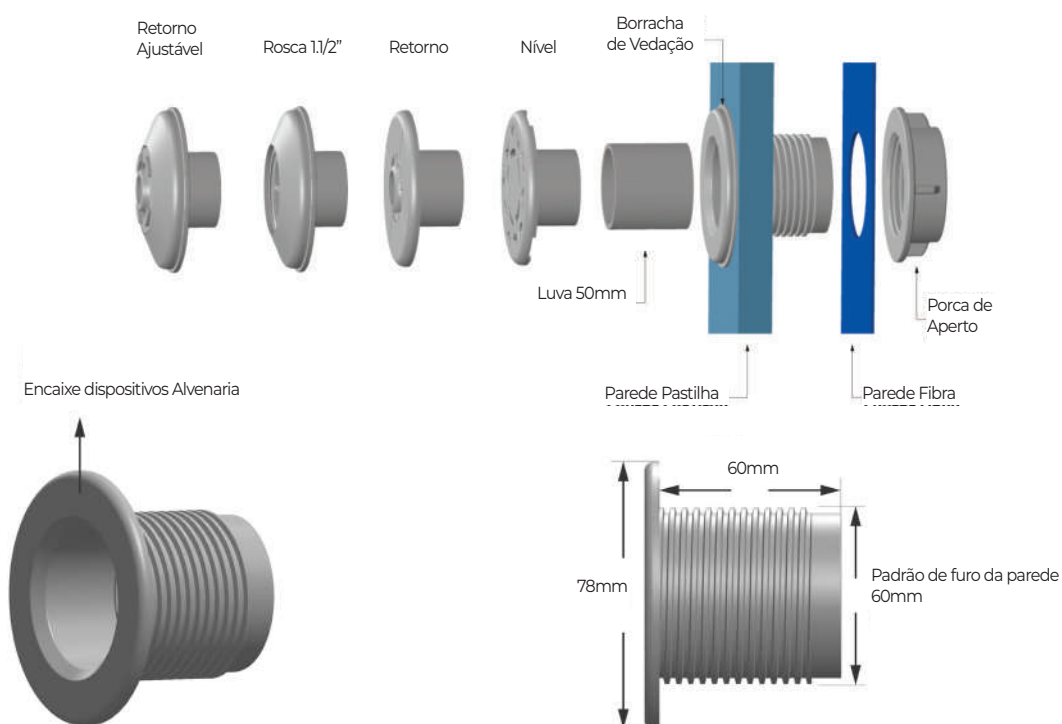 Retorno
Ajustável
Rosca 1.1/2”
Retorno
Nível
Borracha
de Vedação
Luva 50mm
Porca de
Aperto
Parede Pastilha
Parede Fibra
Encaixe dispositivos Alvenaria
60mm
78mm
Padrão de furo da parede
60mm